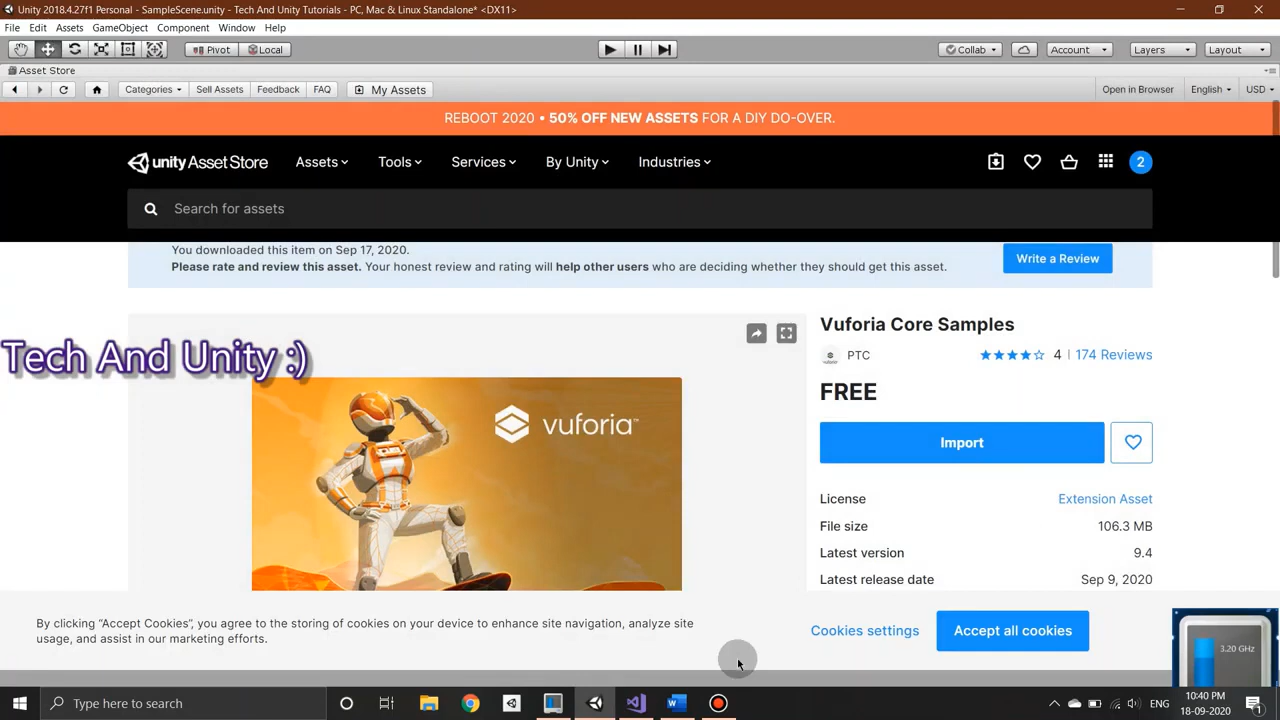 Unity 2018.4.27f1 Personal - SampleScene.unity - Tech And Unity Tutorials - PC, Mac & Linux Standalone* <DX11>
File Edit Assets GameObject Component Window Help
Pivot Local Collab Account Layers Layout
Asset Store
Categories Sell Assets Feedback FAQ My Assets Open in Browser English USD
REBOOT 2020 • 50% OFF NEW ASSETS FOR A DIY DO-OVER.
unity Asset Store Assets Tools Services By Unity Industries 2
Search for assets
You downloaded this item on Sep 17, 2020.
Please rate and review this asset. Your honest review and rating will help other users who are deciding whether they should get this asset.
Write a Review
Vuforia Core Samples
PTC 4 | 174 Reviews
Tech And Unity :)
FREE
vuforia™
Import
License Extension Asset
File size 106.3 MB
Latest version 9.4
Latest release date Sep 9, 2020
By clicking “Accept Cookies”, you agree to the storing of cookies on your device to enhance site navigation, analyze site
usage, and assist in our marketing efforts.
Cookies settings Accept all cookies
3.20 GHz
Type here to search
ENG
10:40 PM
18-09-2020
1